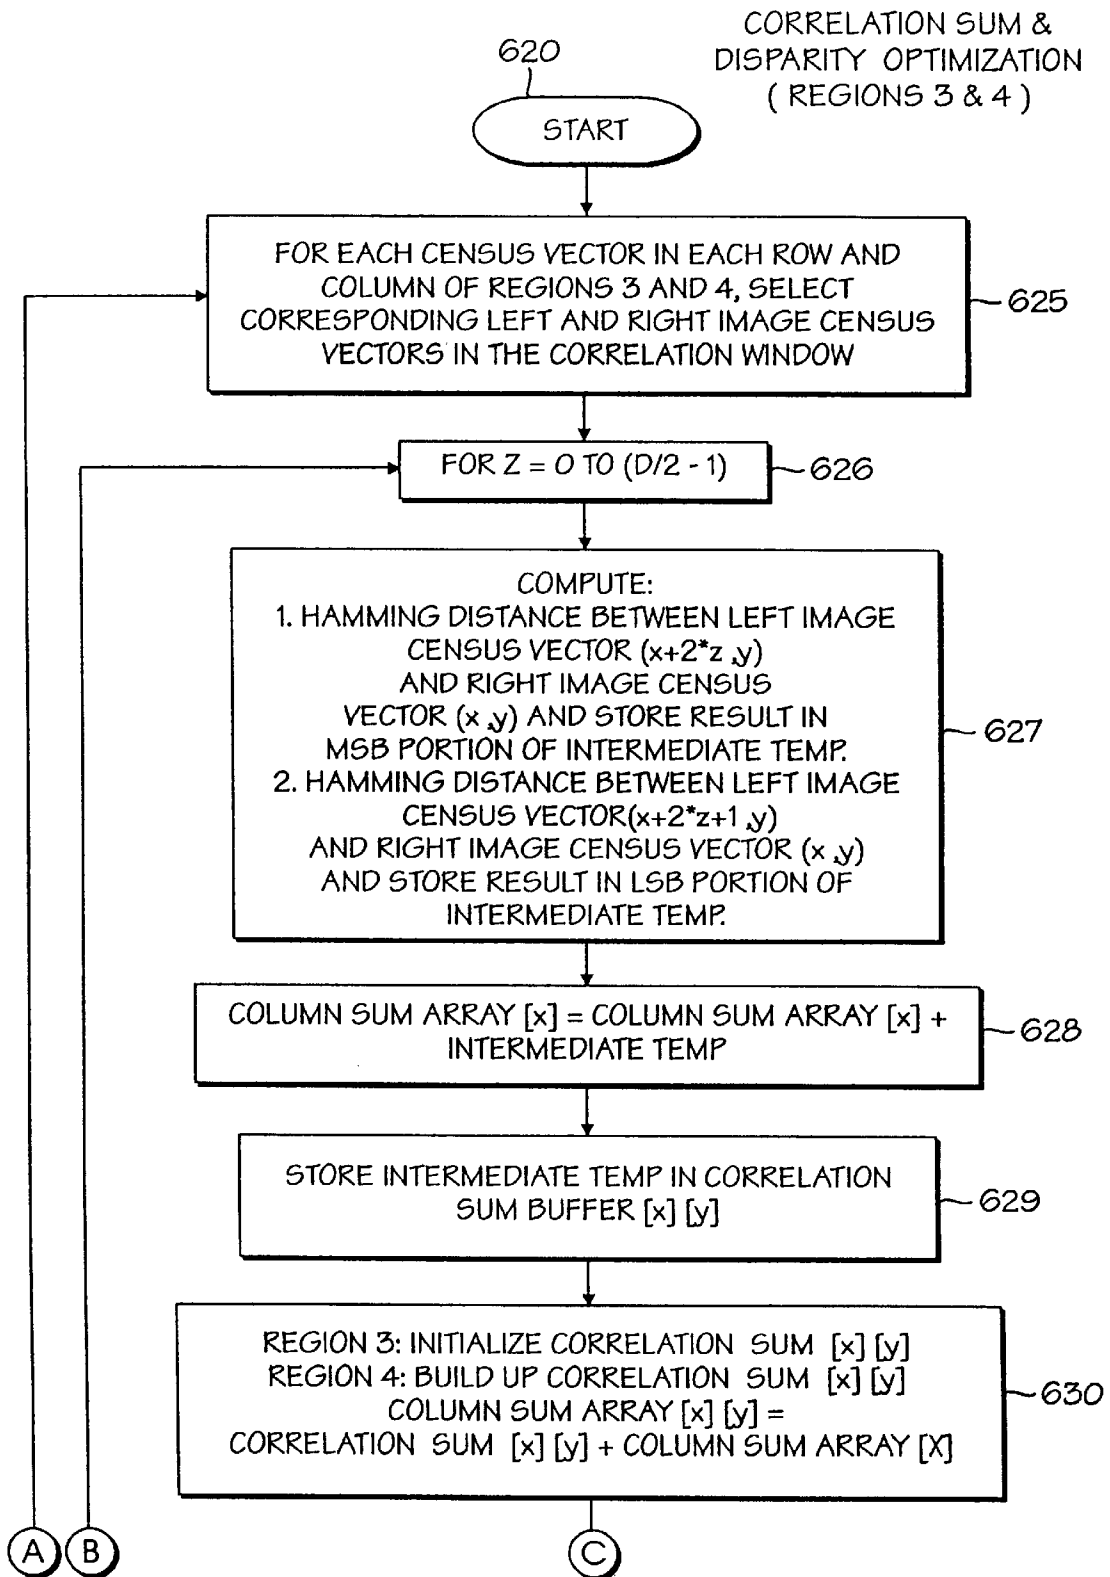 CORRELATION SUM &
DISPARITY OPTIMIZATION
( REGIONS 3 & 4 )
620
START
FOR EACH CENSUS VECTOR IN EACH ROW AND
COLUMN OF REGIONS 3 AND 4, SELECT
CORRESPONDING LEFT AND RIGHT IMAGE CENSUS
VECTORS IN THE CORRELATION WINDOW
625
FOR Z = 0 TO (D/2 - 1)
626
COMPUTE:
1. HAMMING DISTANCE BETWEEN LEFT IMAGE
CENSUS VECTOR (x+2*z ,y)
AND RIGHT IMAGE CENSUS
VECTOR (x ,y) AND STORE RESULT IN
MSB PORTION OF INTERMEDIATE TEMP.
2. HAMMING DISTANCE BETWEEN LEFT IMAGE
CENSUS VECTOR(x+2*z+1 ,y)
AND RIGHT IMAGE CENSUS VECTOR (x ,y)
AND STORE RESULT IN LSB PORTION OF
INTERMEDIATE TEMP.
627
COLUMN SUM ARRAY [x] = COLUMN SUM ARRAY [x] +
INTERMEDIATE TEMP
628
STORE INTERMEDIATE TEMP IN CORRELATION
SUM BUFFER [x] [y]
629
REGION 3: INITIALIZE CORRELATION SUM [x] [y]
REGION 4: BUILD UP CORRELATION SUM [x] [y]
COLUMN SUM ARRAY [x] [y] =
CORRELATION SUM [x] [y] + COLUMN SUM ARRAY [X]
630
A
B
C